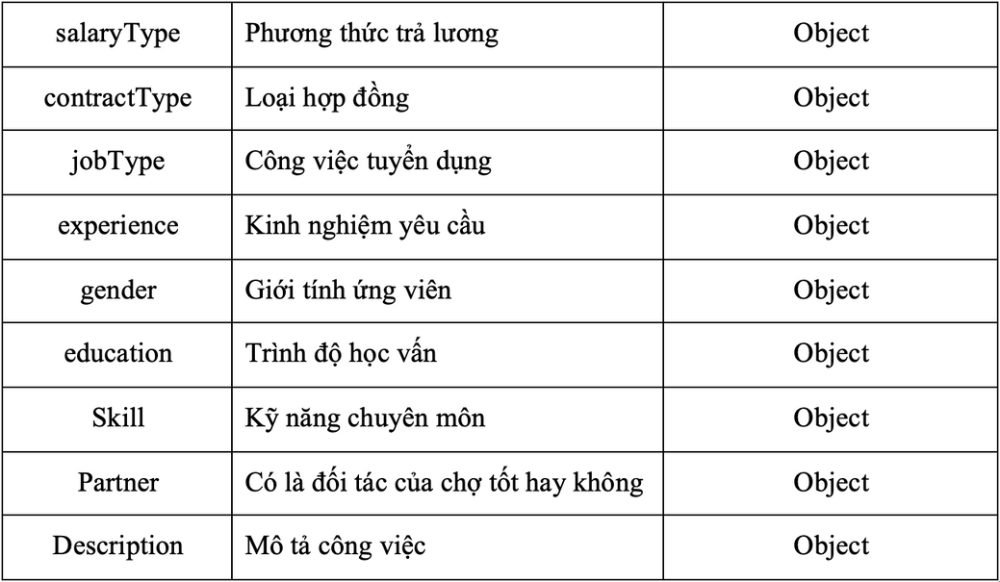 salaryType Phương thức trả lương Object
contractType Loại hợp đồng Object
jobType Công việc tuyển dụng Object
experience Kinh nghiệm yêu cầu Object
gender Giới tính ứng viên Object
education Trình độ học vấn Object
Skill Kỹ năng chuyên môn Object
Partner Có là đối tác của chợ tốt hay không Object
Description Mô tả công việc Object